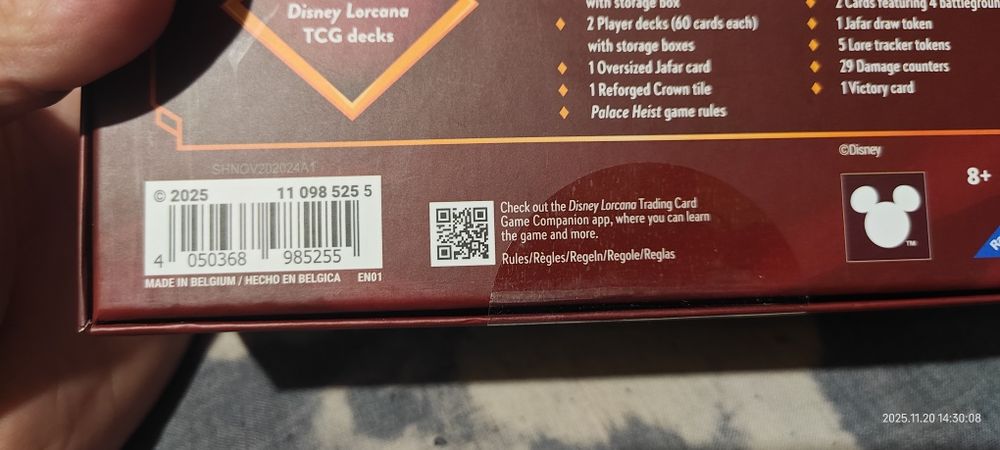 Disney Lorcana
TCG decks
with storage box
2 Player decks (60 cards each)
with storage boxes
1 Oversized Jafar card
1 Reforged Crown tile
Palace Heist game rules
2 Cards featuring 4
1 Jafar draw token
5 Lore tracker tokens
29 Damage counters
1 Victory card
©Disney
8+
SHNOV202024A1
© 2025 11 098 525 5
4 050368 985255
MADE IN BELGIUM / HECHO EN BELGICA EN01
Check out the Disney Lorcana Trading Card
Game Companion app, where you can learn
the game and more.
Rules/Règles/Regeln/Regole/Reglas
TM
2025.11.20 14:30:08